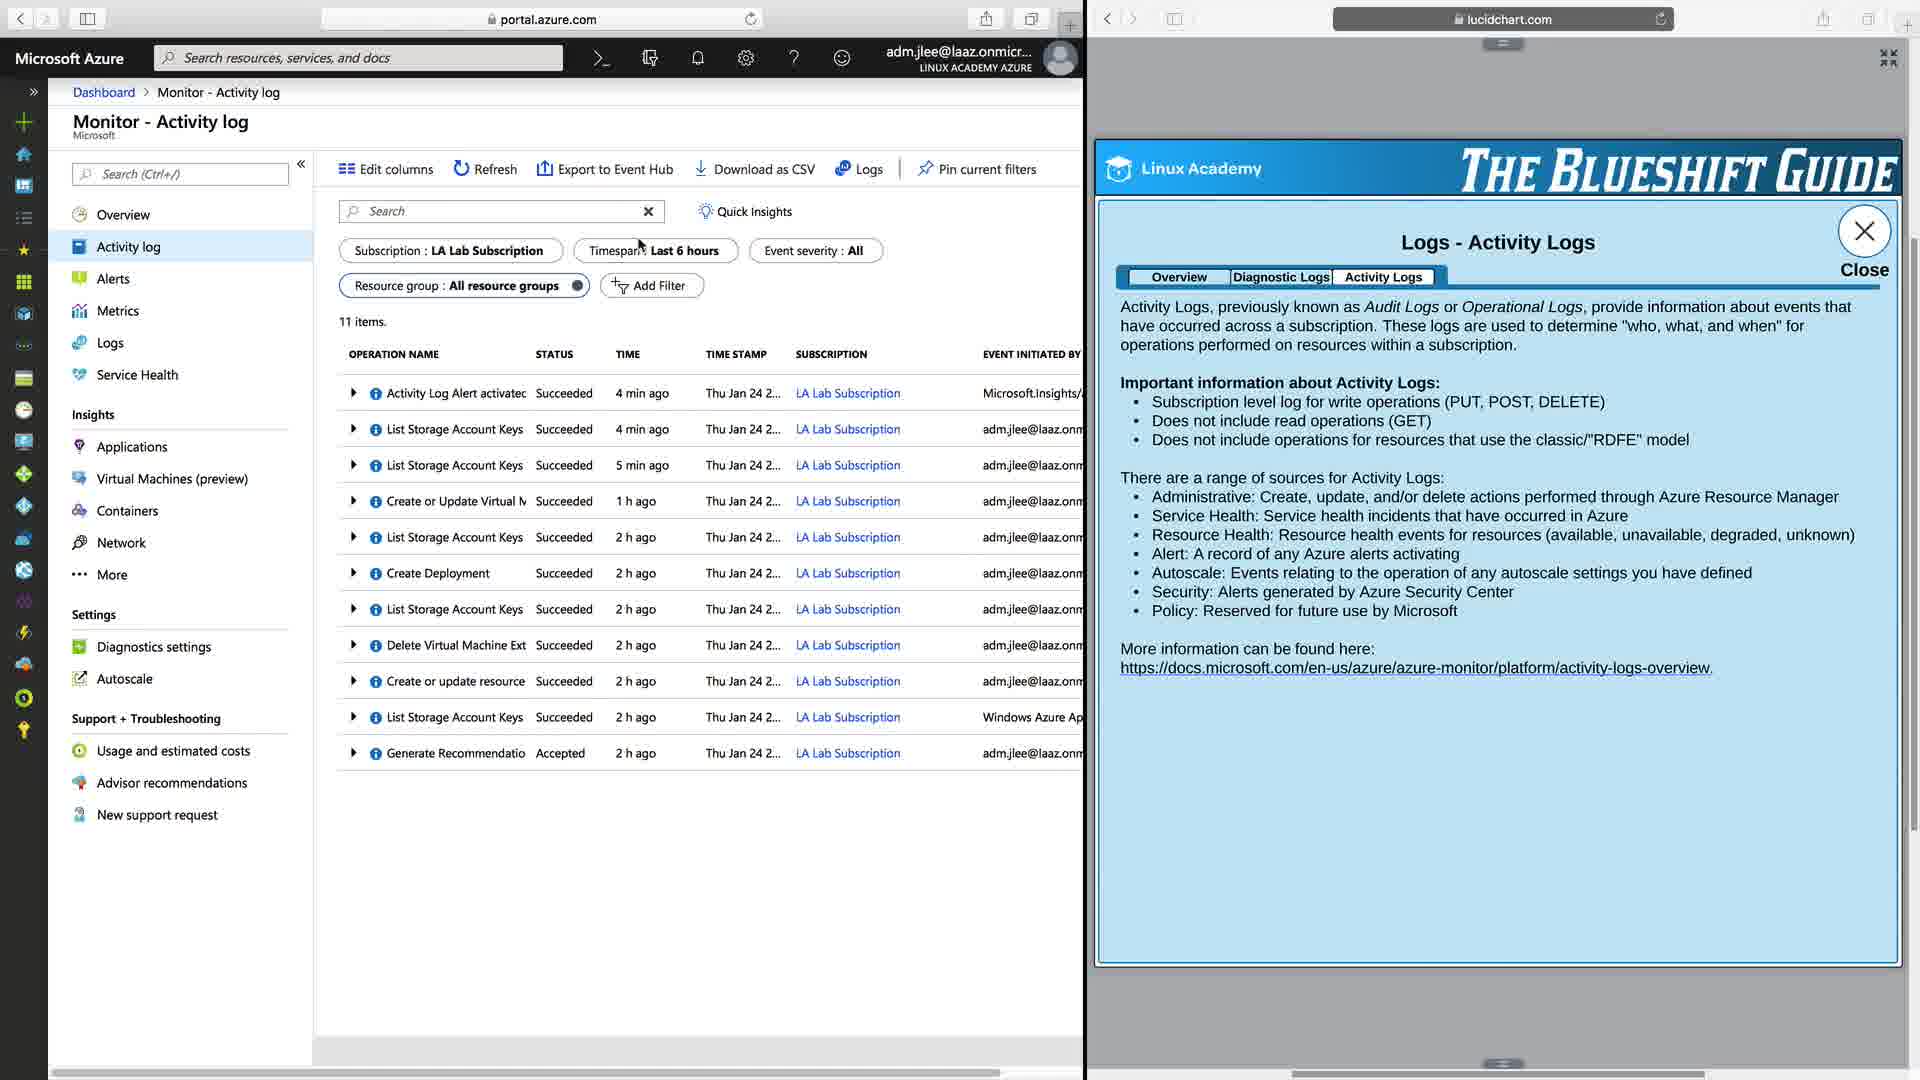 portal.azure.com
lucidchart.com
Microsoft Azure
Search resources, services, and docs
adm.jlee@laaz.onmicr...
LINUX ACADEMY AZURE
Dashboard > Monitor - Activity log
Monitor - Activity log
Microsoft
Search (Ctrl+/)
Overview
Activity log
Alerts
Metrics
Logs
Service Health
Insights
Applications
Virtual Machines (preview)
Containers
Network
More
Settings
Diagnostics settings
Autoscale
Support + Troubleshooting
Usage and estimated costs
Advisor recommendations
New support request
Edit columns Refresh Export to Event Hub Download as CSV Logs Pin current filters
Search
Quick Insights
Subscription : LA Lab Subscription
Timespan : Last 6 hours
Event severity : All
Resource group : All resource groups
Add Filter
11 items.
OPERATION NAME STATUS TIME TIME STAMP SUBSCRIPTION EVENT INITIATED BY
Activity Log Alert activated Succeeded 4 min ago Thu Jan 24 2... LA Lab Subscription Microsoft.Insights/
List Storage Account Keys Succeeded 4 min ago Thu Jan 24 2... LA Lab Subscription adm.jlee@laaz.onm
List Storage Account Keys Succeeded 5 min ago Thu Jan 24 2... LA Lab Subscription adm.jlee@laaz.onm
Create or Update Virtual M Succeeded 1 h ago Thu Jan 24 2... LA Lab Subscription adm.jlee@laaz.onm
List Storage Account Keys Succeeded 2 h ago Thu Jan 24 2... LA Lab Subscription adm.jlee@laaz.onm
Create Deployment Succeeded 2 h ago Thu Jan 24 2... LA Lab Subscription adm.jlee@laaz.onm
List Storage Account Keys Succeeded 2 h ago Thu Jan 24 2... LA Lab Subscription adm.jlee@laaz.onm
Delete Virtual Machine Ext Succeeded 2 h ago Thu Jan 24 2... LA Lab Subscription adm.jlee@laaz.onm
Create or update resource Succeeded 2 h ago Thu Jan 24 2... LA Lab Subscription adm.jlee@laaz.onm
List Storage Account Keys Succeeded 2 h ago Thu Jan 24 2... LA Lab Subscription Windows Azure Ap
Generate Recommendatio Accepted 2 h ago Thu Jan 24 2... LA Lab Subscription adm.jlee@laaz.onm
Linux Academy
THE BLUESHIFT GUIDE
Logs - Activity Logs
Close
Overview Diagnostic Logs Activity Logs
Activity Logs, previously known as Audit Logs or Operational Logs, provide information about events that
have occurred across a subscription. These logs are used to determine "who, what, and when" for
operations performed on resources within a subscription.
Important information about Activity Logs:
• Subscription level log for write operations (PUT, POST, DELETE)
• Does not include read operations (GET)
• Does not include operations for resources that use the classic/"RDFE" model
There are a range of sources for Activity Logs:
• Administrative: Create, update, and/or delete actions performed through Azure Resource Manager
• Service Health: Service health incidents that have occurred in Azure
• Resource Health: Resource health events for resources (available, unavailable, degraded, unknown)
• Alert: A record of any Azure alerts activating
• Autoscale: Events relating to the operation of any autoscale settings you have defined
• Security: Alerts generated by Azure Security Center
• Policy: Reserved for future use by Microsoft
More information can be found here:
https://docs.microsoft.com/en-us/azure/azure-monitor/platform/activity-logs-overview.